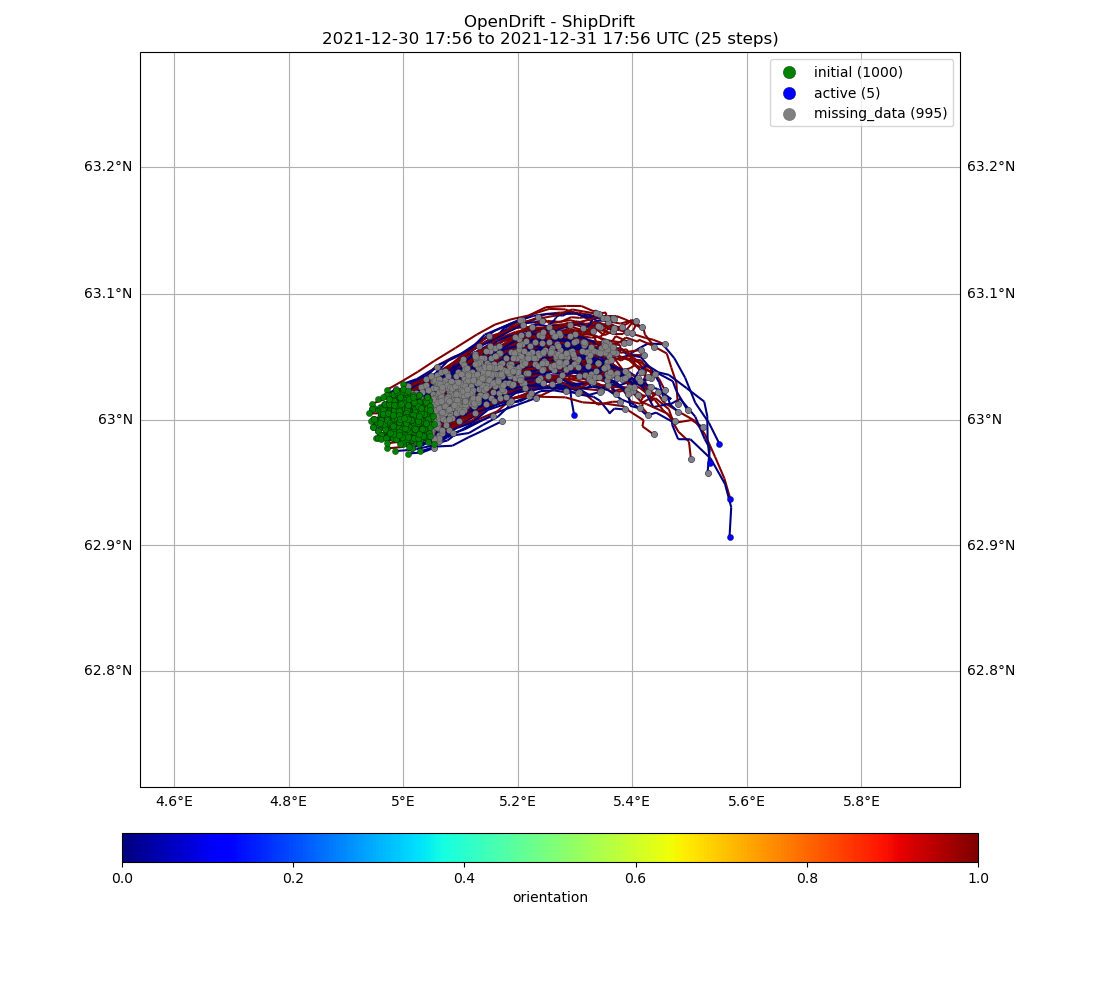 OpenDrift - ShipDrift
2021-12-30 17:56 to 2021-12-31 17:56 UTC (25 steps)
initial (1000)
active (5)
missing_data (995)
63.2°N 63.2°N
63.1°N 63.1°N
63°N 63°N
62.9°N 62.9°N
62.8°N 62.8°N
4.6°E 4.8°E 5°E 5.2°E 5.4°E 5.6°E 5.8°E
0.0 0.2 0.4 0.6 0.8 1.0
orientation